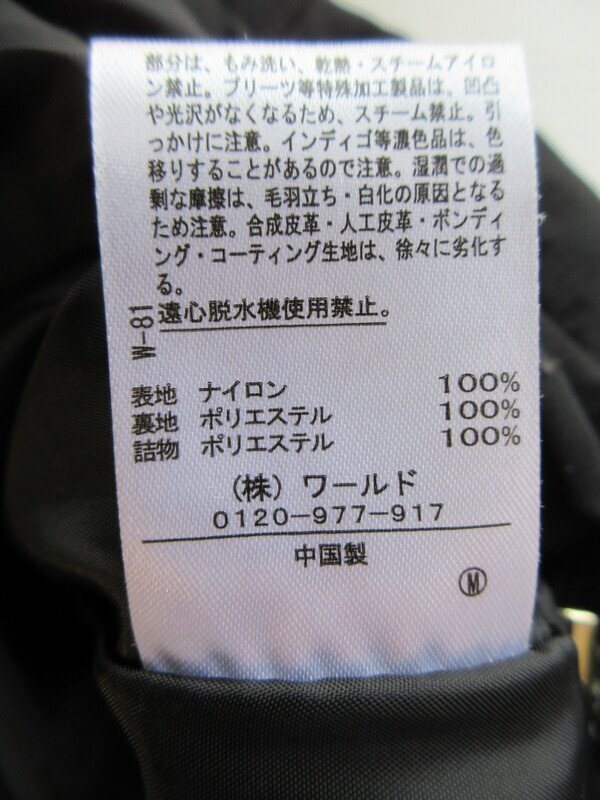 部分は、もみ洗い、乾熱・スチームアイロ
ン禁止。プリーツ等特殊加工製品は、凹凸
や光沢がなくなるため、スチーム禁止。引
っかけに注意。インディゴ等濃色品は、色
移りすることがあるので注意。湿潤での過
剰な摩擦は、毛羽立ち・白化の原因となる
ため注意。合成皮革・人工皮革・ボンディ
ング・コーティング生地は、徐々に劣化す
る。
遠心脱水機使用禁止。
W-81
表地 ナイロン 100%
裏地 ポリエステル 100%
詰物 ポリエステル 100%
（株）ワールド
0120-977-917
中国製
Ⓜ